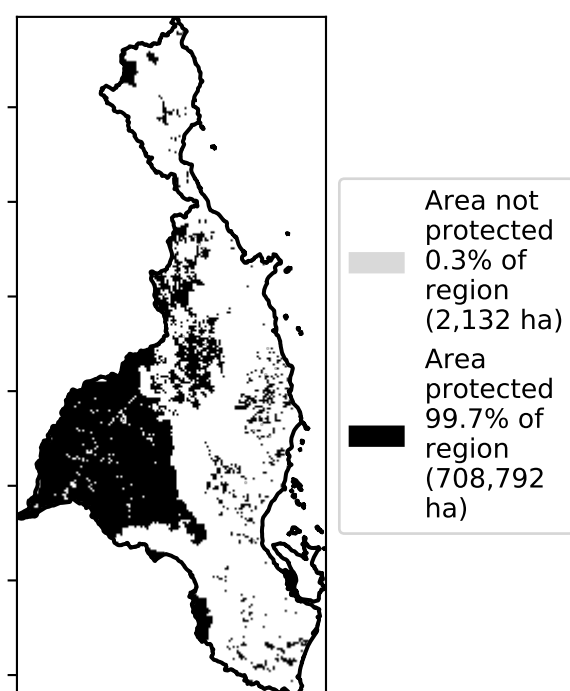 Area not
protected
0.3% of
region
(2,132 ha)
Area
protected
99.7% of
region
(708,792
ha)